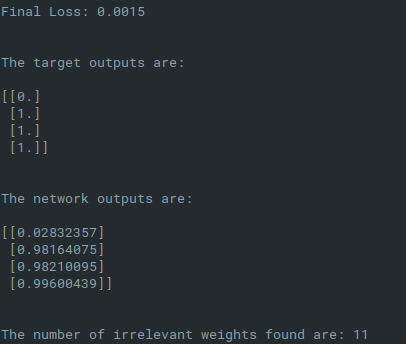 Final Loss: 0.0015
The target outputs are:
[[0.]
[1.]
[1.]
[1.]]
The network outputs are:
[[0.02832357]
[0.98164075]
[0.98210095]
[0.99600439]]
The number of irrelevant weights found are: 11